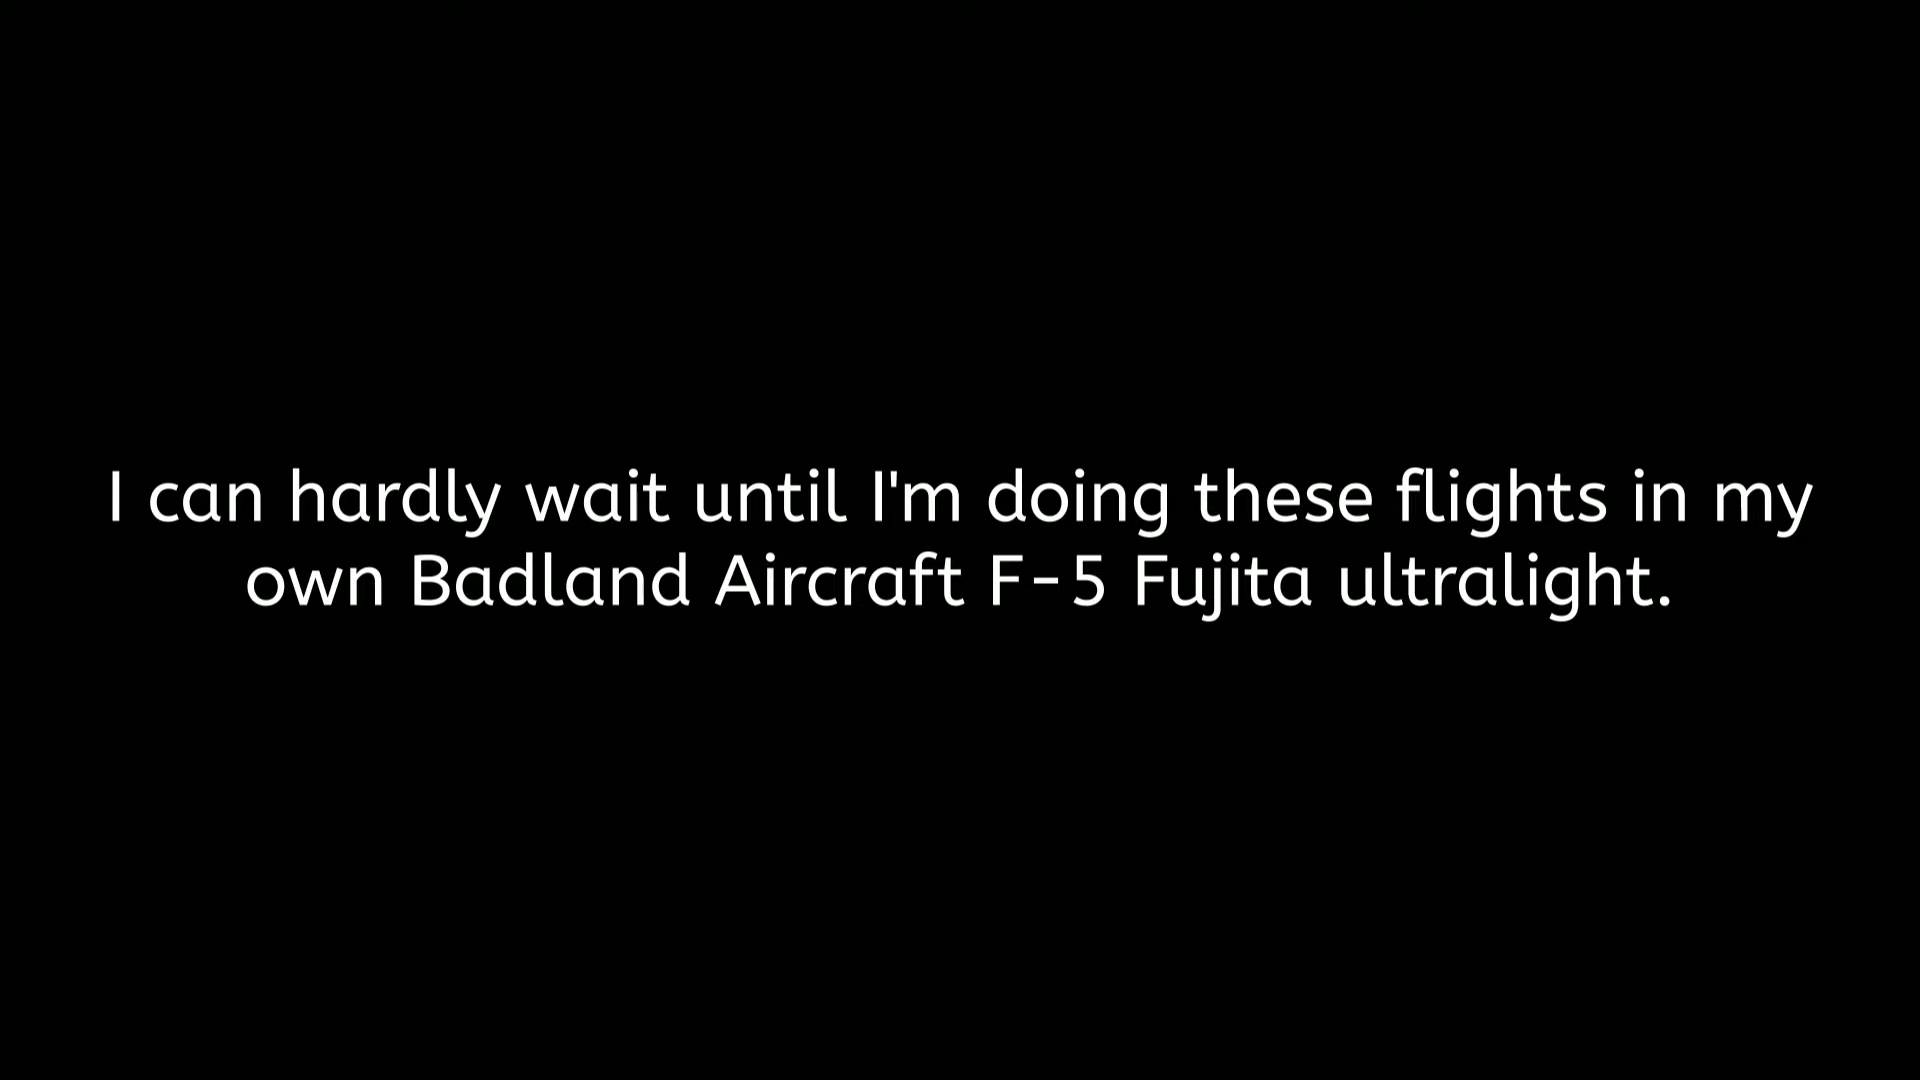 I can hardly wait until I'm doing these flights in my
own Badland Aircraft F-5 Fujita ultralight.